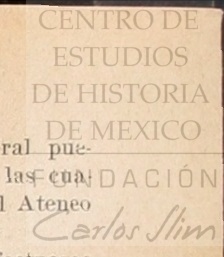 CENTRO DE
ESTUDIOS
DE HISTORIA
DE MEXICO
ral pue-
las cua-
FUNDACIÓN
l Ateneo
Carlos Slim